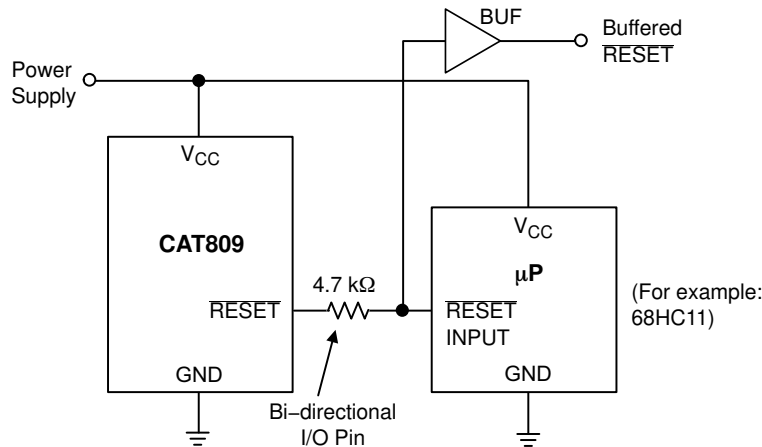 BUF
Buffered
RESET
Power
Supply
VCC
CAT809
RESET
GND
4.7 kΩ
Bi−directional
I/O Pin
VCC
μP
RESET
INPUT
GND
(For example:
68HC11)